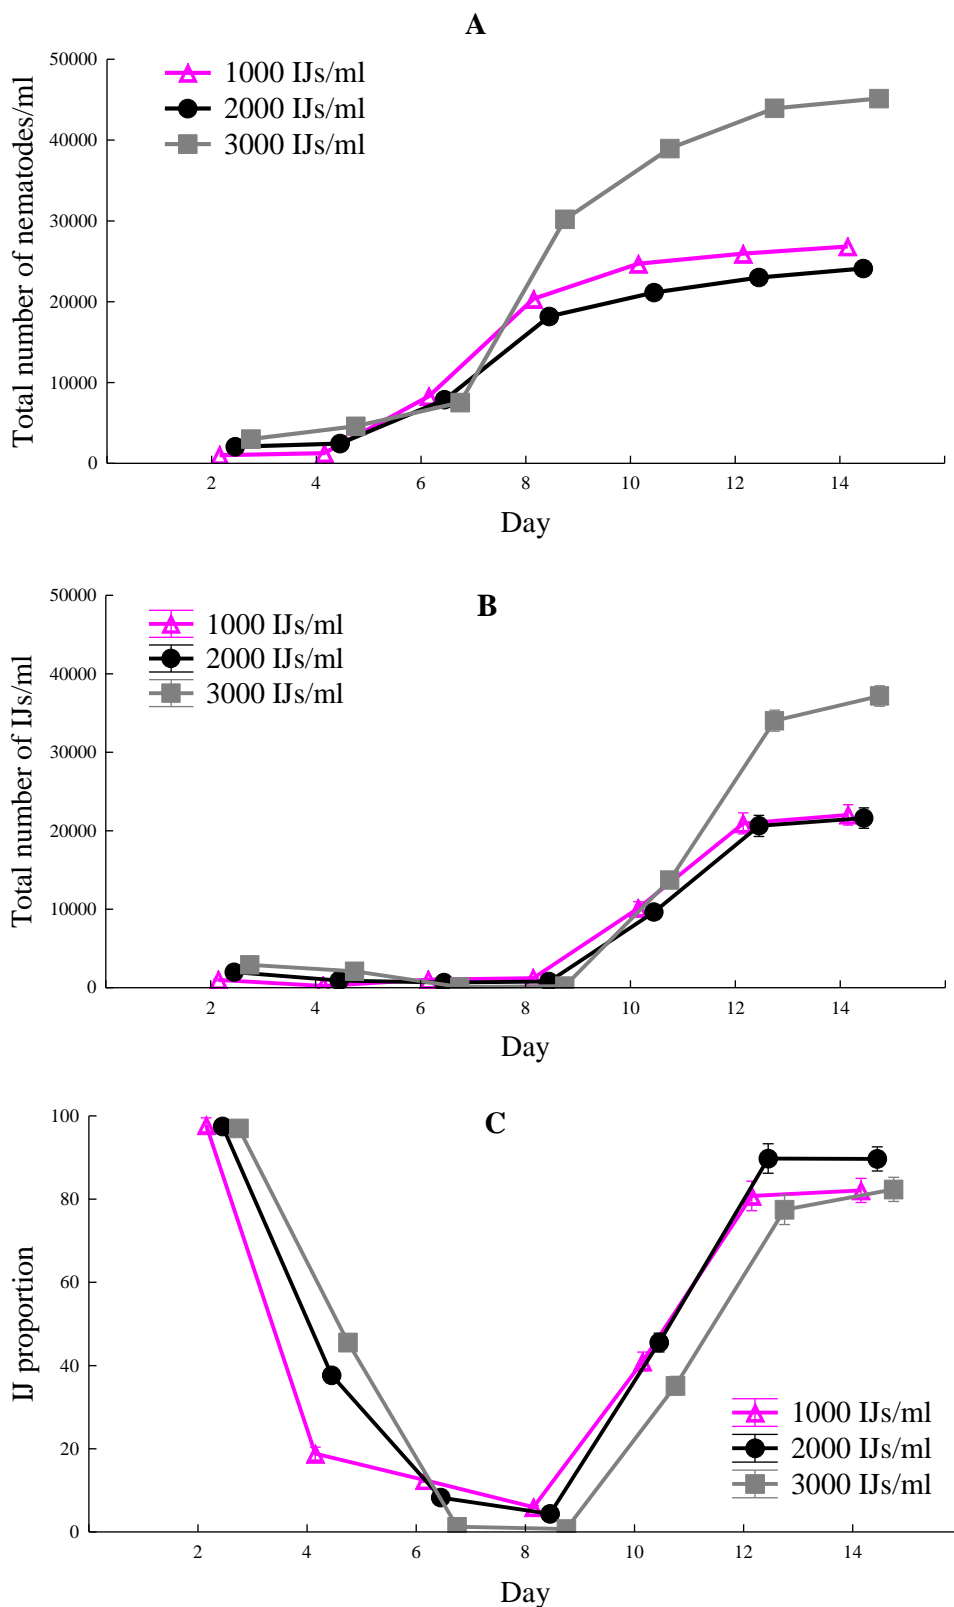 A
50000
40000
30000
20000
10000
0
Total number of nematodes/ml
1000 IJs/ml
2000 IJs/ml
3000 IJs/ml
2 4 6 8 10 12 14
Day
B
50000
40000
30000
20000
10000
0
Total number of IJs/ml
1000 IJs/ml
2000 IJs/ml
3000 IJs/ml
2 4 6 8 10 12 14
Day
C
100
80
60
40
20
0
IJ proportion
1000 IJs/ml
2000 IJs/ml
3000 IJs/ml
2 4 6 8 10 12 14
Day